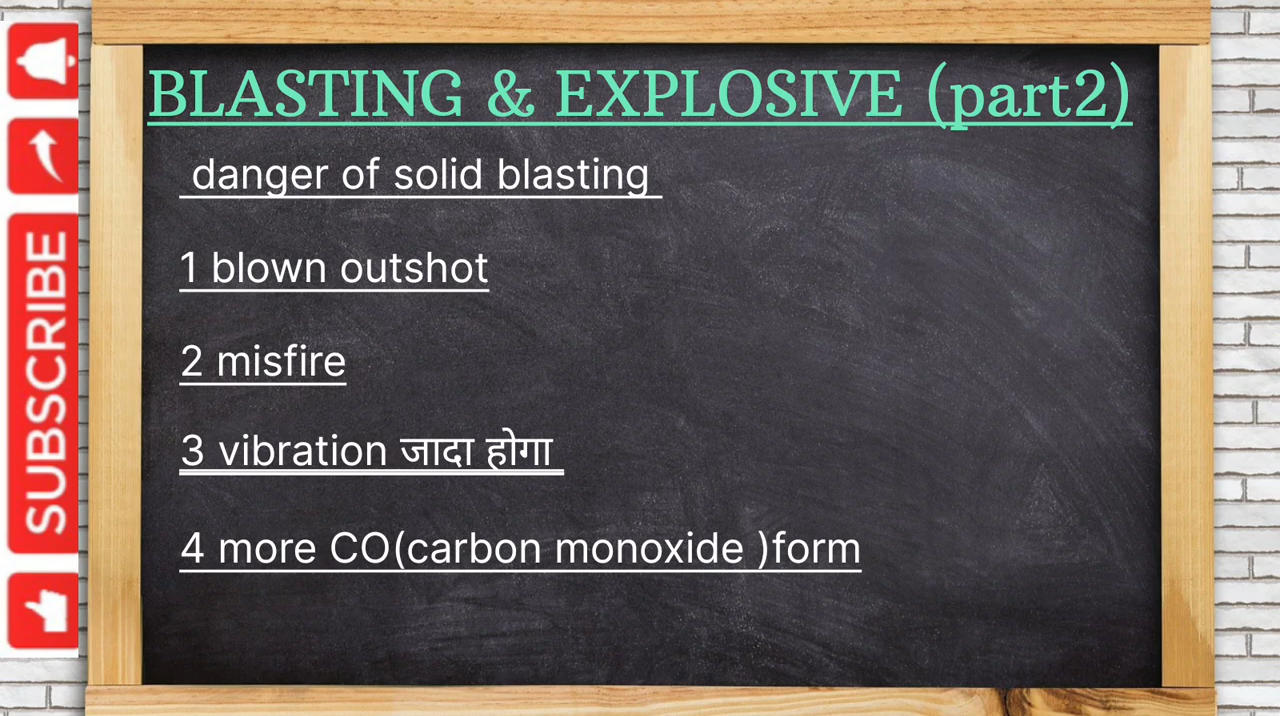 BLASTING & EXPLOSIVE (part2)
danger of solid blasting
1 blown outshot
2 misfire
3 vibration जादा होगा
4 more CO(carbon monoxide )form
SUBSCRIBE